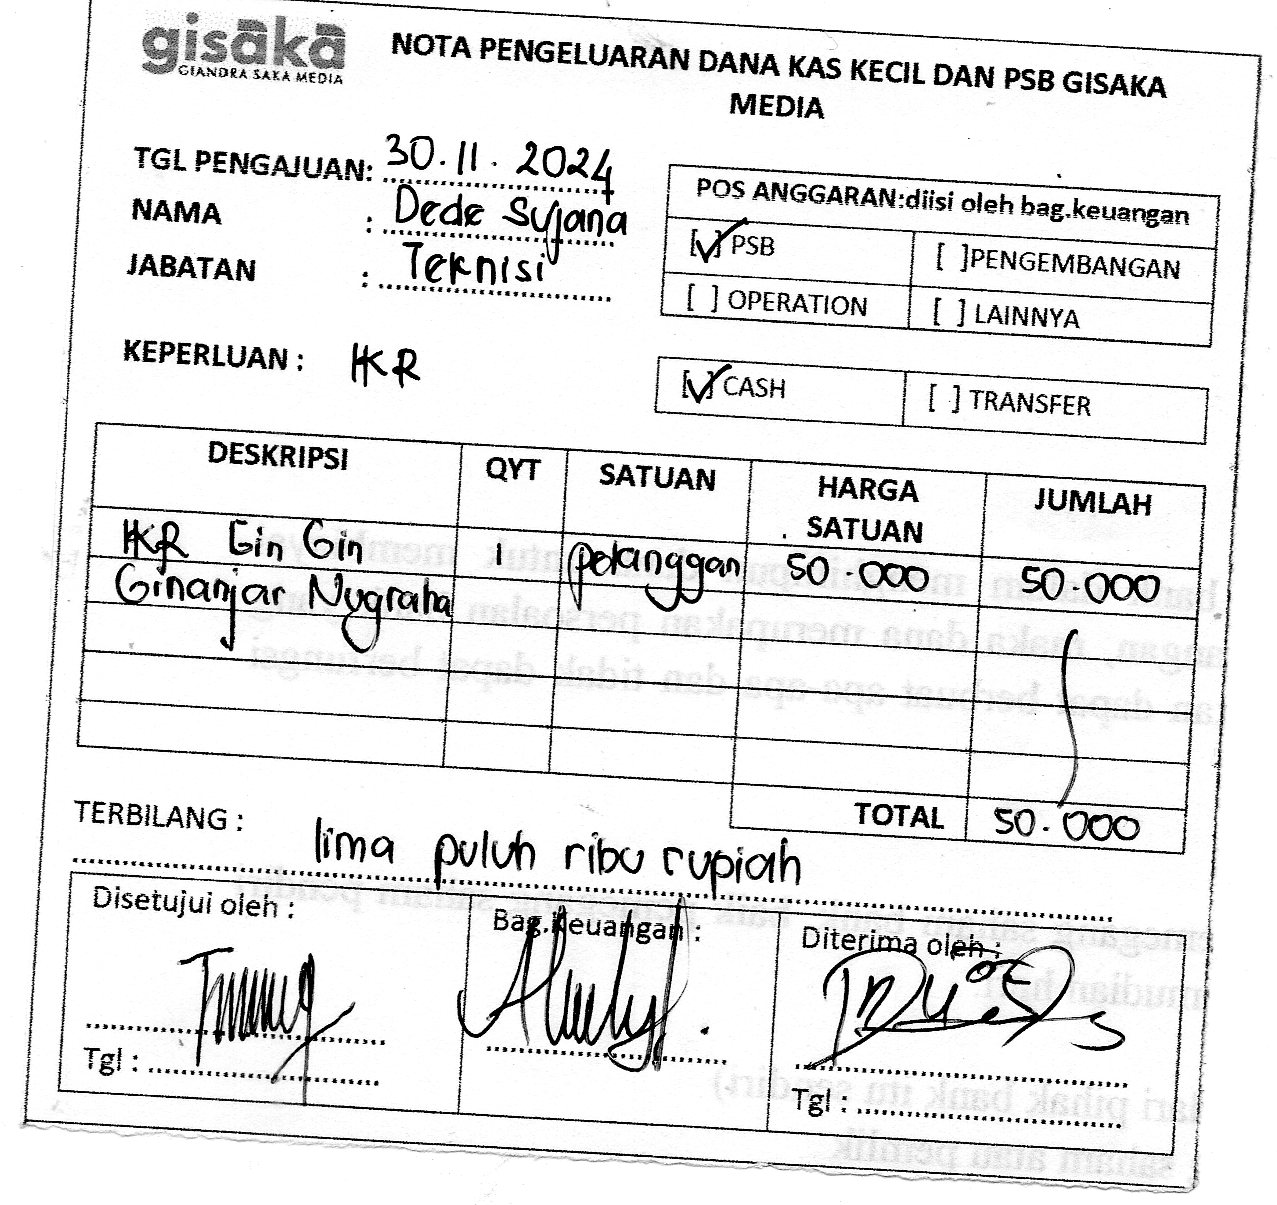 gisaka
GIANDRA SAKA MEDIA
NOTA PENGELUARAN DANA KAS KECIL DAN PSB GISAKA
MEDIA
TGL PENGAJUAN: 30.11.2024
NAMA : Dede Sujana
JABATAN : Teknisi
POS ANGGARAN:diisi oleh bag.keuangan
[✓] PSB [ ]PENGEMBANGAN
[ ] OPERATION [ ] LAINNYA
KEPERLUAN : IKR
[✓] CASH [ ] TRANSFER
DESKRIPSI QYT SATUAN HARGA SATUAN JUMLAH
IKR Gin Gin 1 pelanggan 50.000 50.000
Ginanjar Nugraha
TOTAL 50.000
TERBILANG : lima puluh ribu rupiah
Disetujui oleh : Bag.Keuangan : Diterima oleh :
Tgl : Tgl :